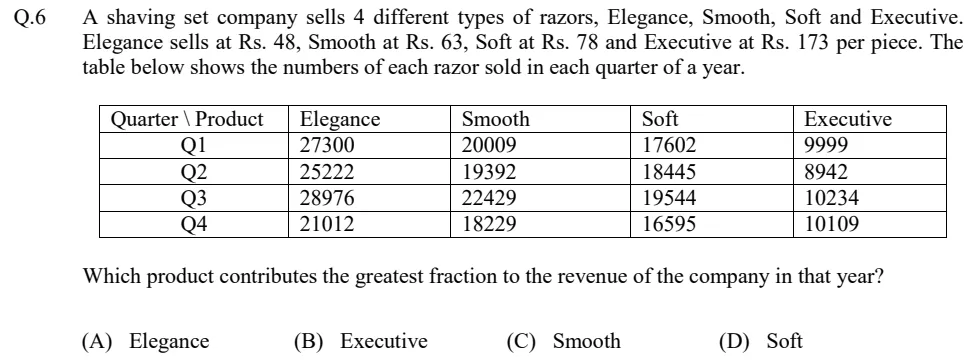 Q.6 A shaving set company sells 4 different types of razors, Elegance, Smooth, Soft and Executive.
Elegance sells at Rs. 48, Smooth at Rs. 63, Soft at Rs. 78 and Executive at Rs. 173 per piece. The
table below shows the numbers of each razor sold in each quarter of a year.
Quarter \ Product Elegance Smooth Soft Executive
Q1 27300 20009 17602 9999
Q2 25222 19392 18445 8942
Q3 28976 22429 19544 10234
Q4 21012 18229 16595 10109
Which product contributes the greatest fraction to the revenue of the company in that year?
(A) Elegance (B) Executive (C) Smooth (D) Soft